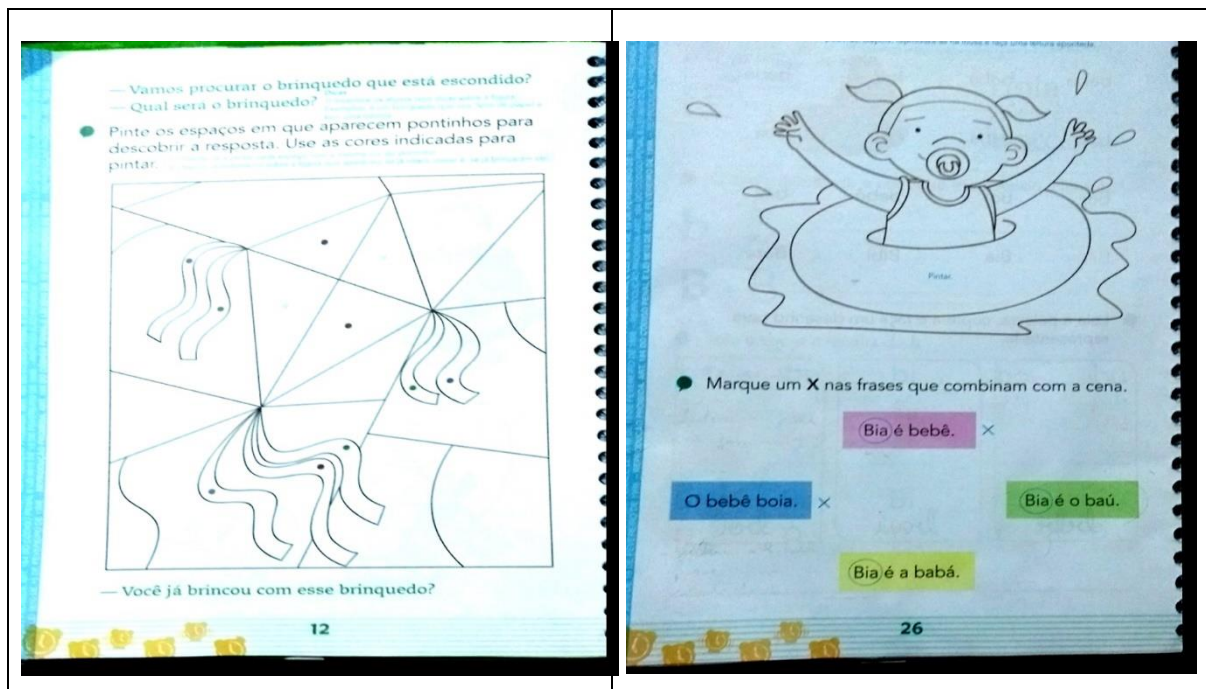 — Vamos procurar o brinquedo que está escondido?
— Qual será o brinquedo?
Pinte os espaços em que aparecem pontinhos para
descobrir a resposta. Use as cores indicadas para
pintar.
— Você já brincou com esse brinquedo?
12
Pintar.
Marque um X nas frases que combinam com a cena.
Bia é bebê. X
O bebê boia. X
Bia é o baú.
Bia é a babá.
26